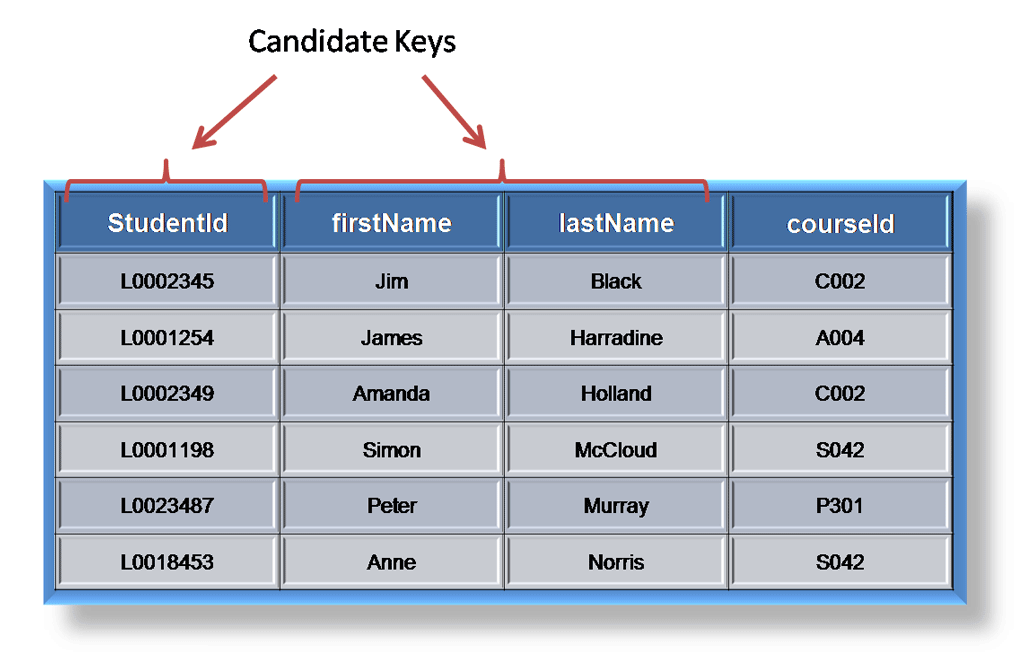 Candidate Keys
StudentId firstName lastName courseId
L0002345 Jim Black C002
L0001254 James Harradine A004
L0002349 Amanda Holland C002
L0001198 Simon McCloud S042
L0023487 Peter Murray P301
L0018453 Anne Norris S042